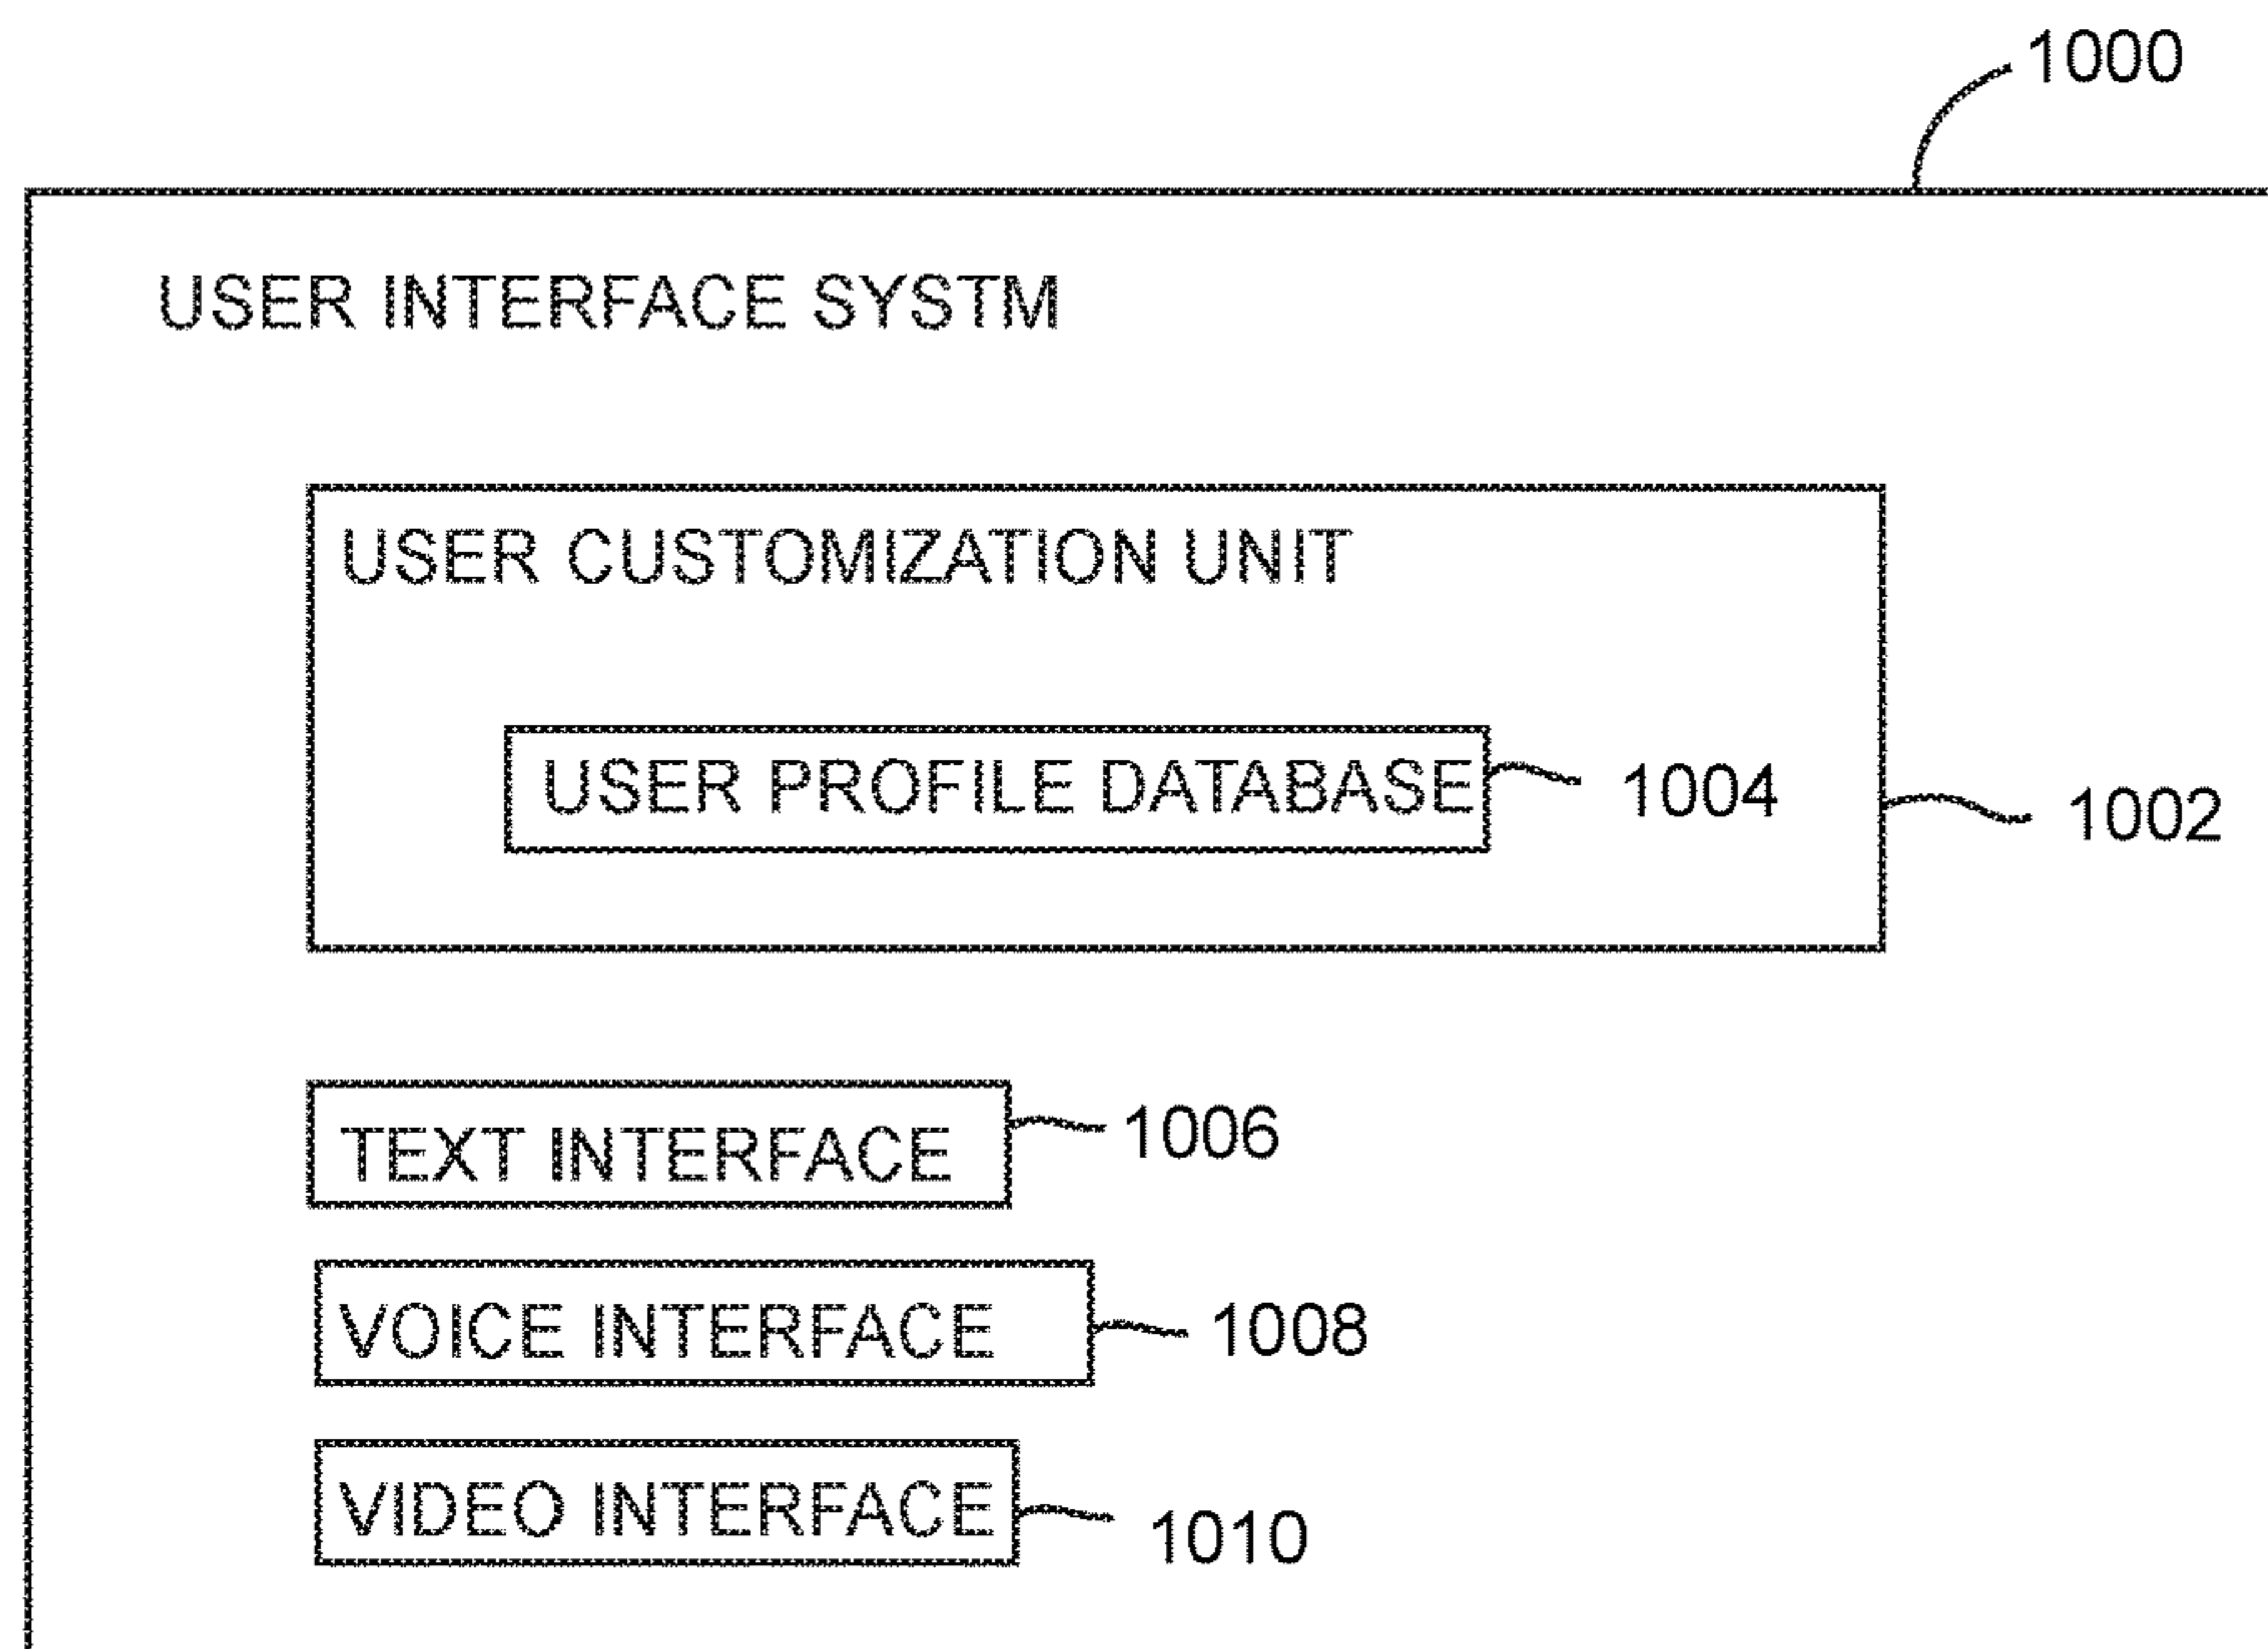 1000
USER INTERFACE SYSTM
USER CUSTOMIZATION UNIT
USER PROFILE DATABASE 1004
1002
TEXT INTERFACE 1006
VOICE INTERFACE 1008
VIDEO INTERFACE 1010